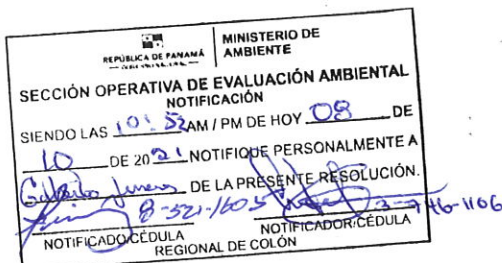 REPÚBLICA DE PANAMÁ
MINISTERIO DE
AMBIENTE
SECCIÓN OPERATIVA DE EVALUACIÓN AMBIENTAL
NOTIFICACIÓN
SIENDO LAS 10:52 AM / PM DE HOY 08 DE
10 DE 2021 NOTIFIQUE PERSONALMENTE A
DE LA PRESENTE RESOLUCIÓN.
8-521-1605
NOTIFICADO/CÉDULA
NOTIFICADOR/CÉDULA
REGIONAL DE COLÓN